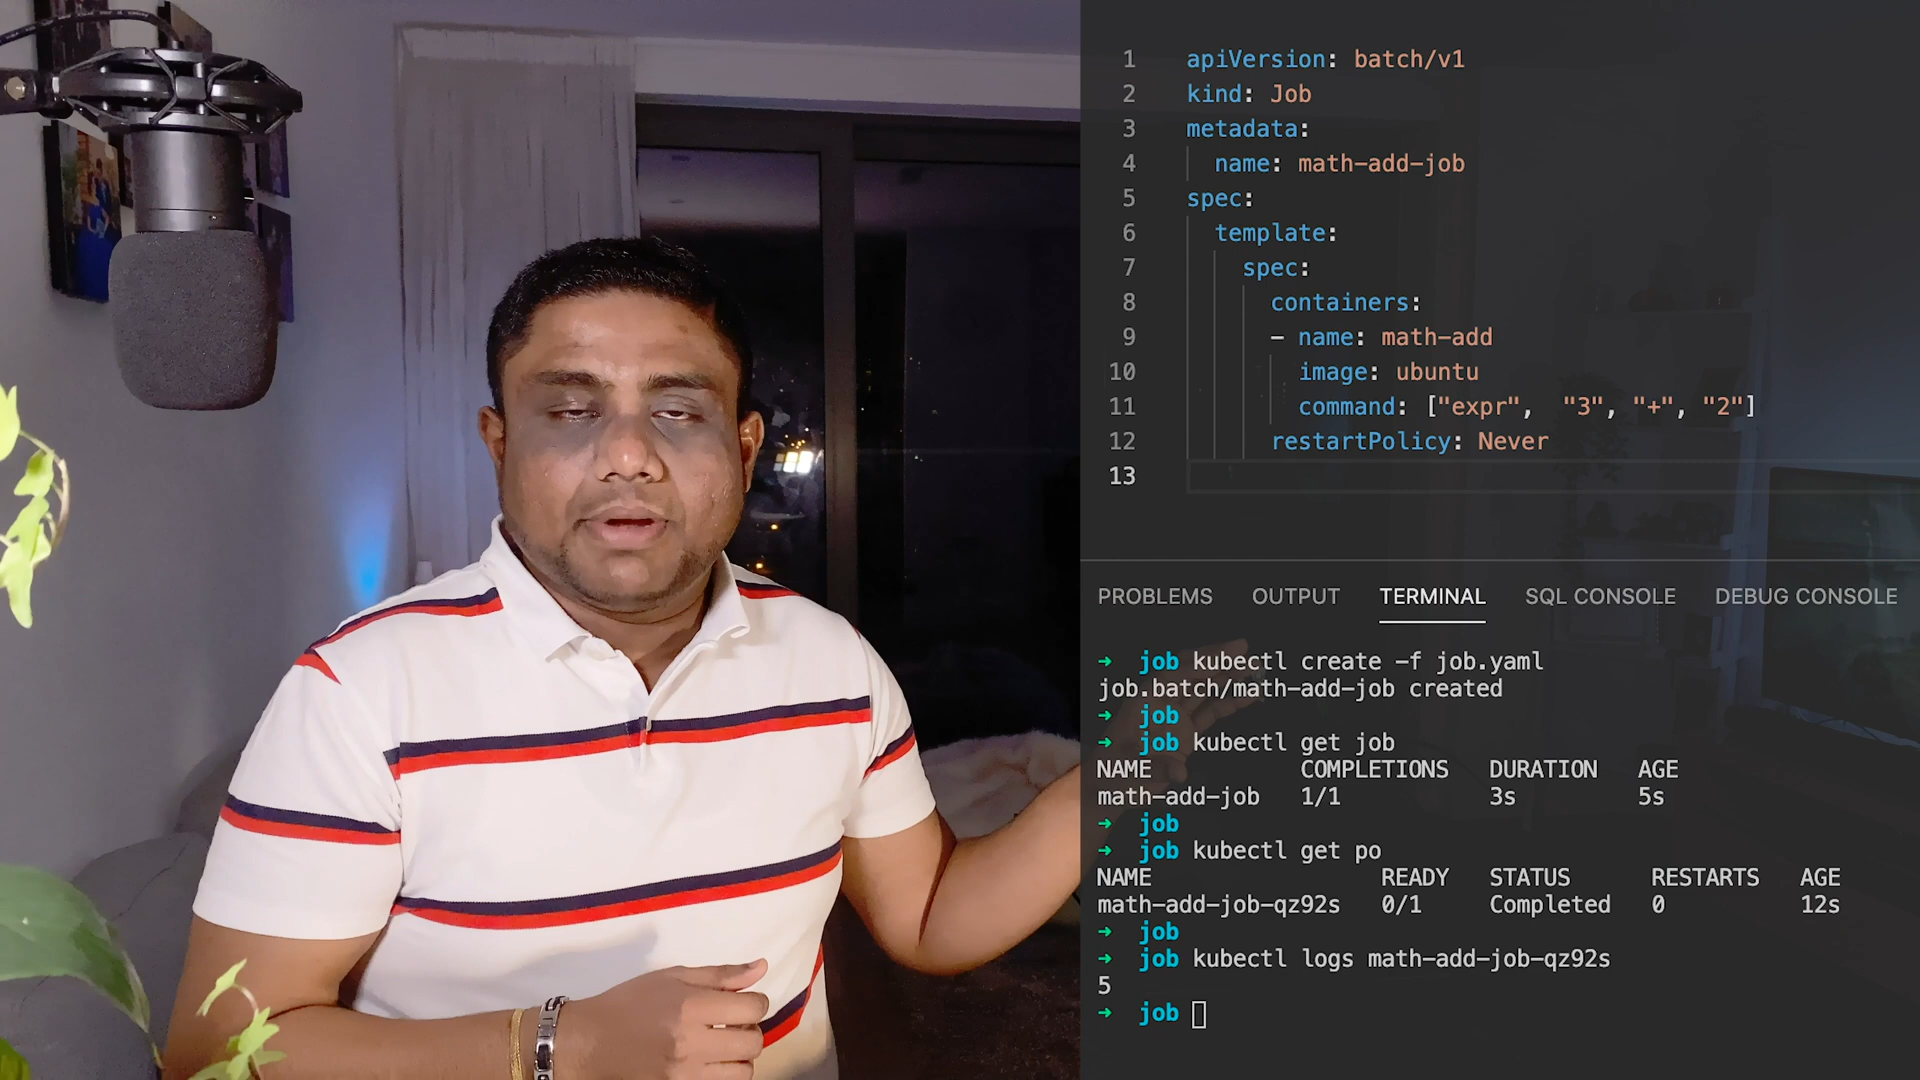 1 apiVersion: batch/v1
2 kind: Job
3 metadata:
4 name: math-add-job
5 spec:
6 template:
7 spec:
8 containers:
9 - name: math-add
10 image: ubuntu
11 command: ["expr", "3", "+", "2"]
12 restartPolicy: Never
13
PROBLEMS OUTPUT TERMINAL SQL CONSOLE DEBUG CONSOLE
→ job kubectl create -f job.yaml
job.batch/math-add-job created
→ job
→ job kubectl get job
NAME COMPLETIONS DURATION AGE
math-add-job 1/1 3s 5s
→ job
→ job kubectl get po
NAME READY STATUS RESTARTS AGE
math-add-job-qz92s 0/1 Completed 0 12s
→ job
→ job kubectl logs math-add-job-qz92s
5
→ job